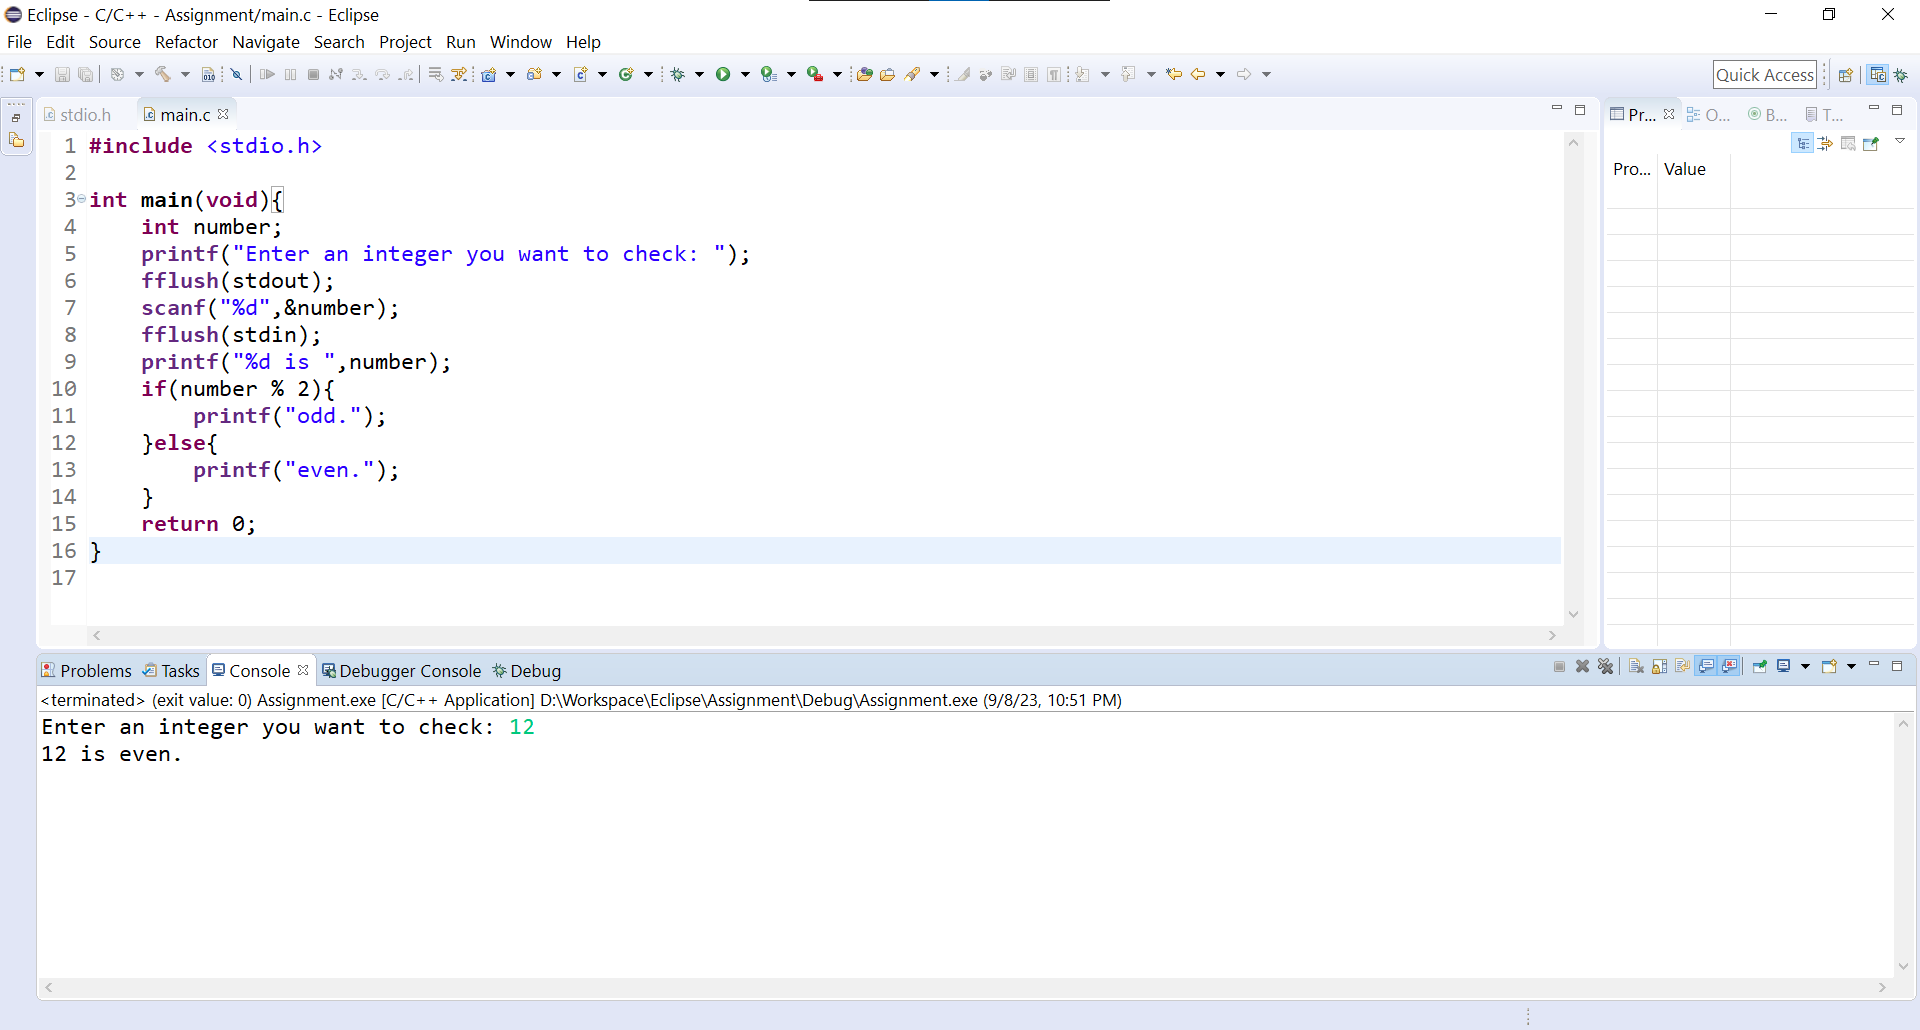 Eclipse - C/C++ - Assignment/main.c - Eclipse
File Edit Source Refactor Navigate Search Project Run Window Help
Quick Access
stdio.h main.c
Pr... O... B... T...
Pro... Value
1 #include <stdio.h>
2
3 int main(void){
4     int number;
5     printf("Enter an integer you want to check: ");
6     fflush(stdout);
7     scanf("%d",&number);
8     fflush(stdin);
9     printf("%d is ",number);
10     if(number % 2){
11         printf("odd.");
12     }else{
13         printf("even.");
14     }
15     return 0;
16 }
17
Problems Tasks Console Debugger Console Debug
<terminated> (exit value: 0) Assignment.exe [C/C++ Application] D:\Workspace\Eclipse\Assignment\Debug\Assignment.exe (9/8/23, 10:51 PM)
Enter an integer you want to check: 12
12 is even.